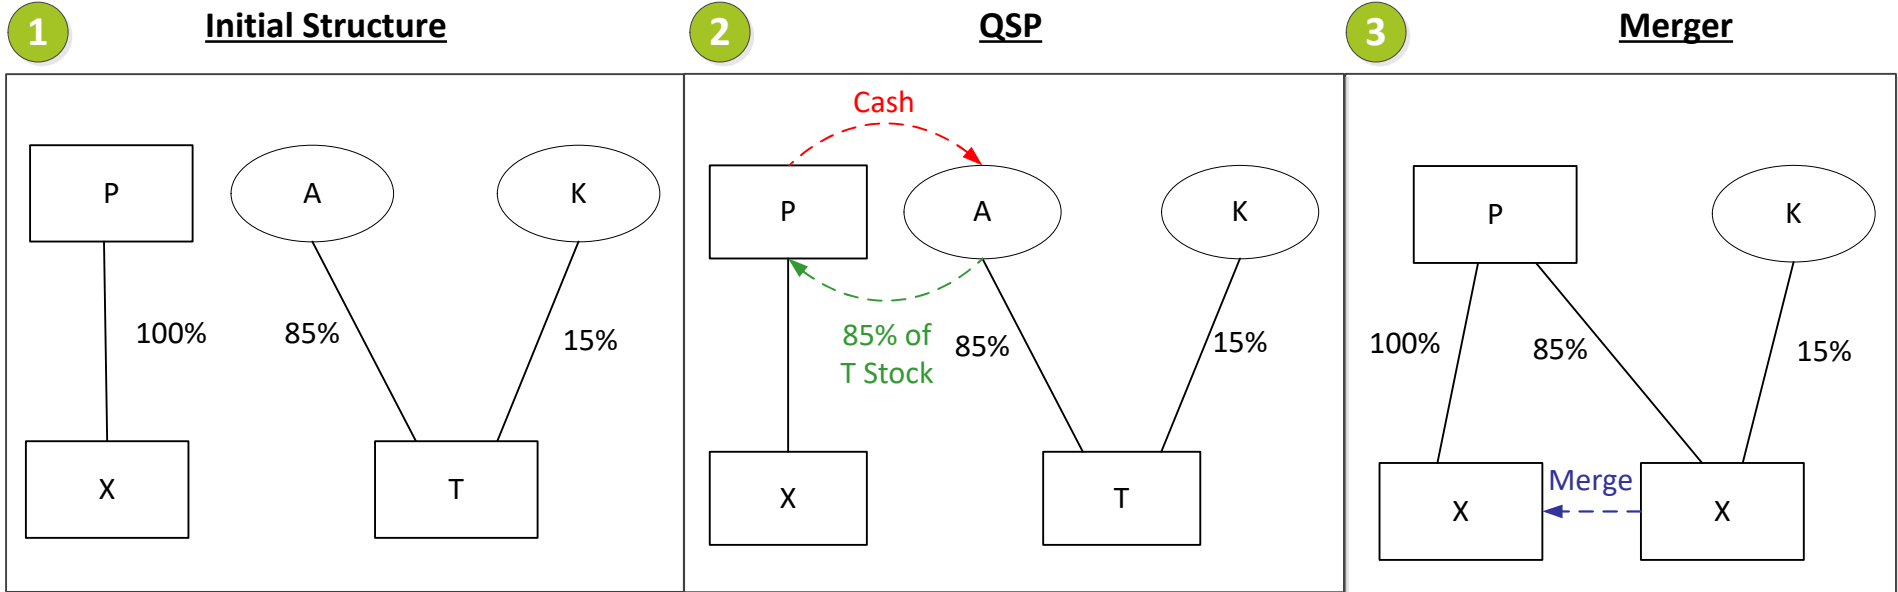 1
Initial Structure
P
A
K
100%
85%
15%
X
T
2
QSP
Cash
P
A
K
85% of
T Stock
85%
15%
X
T
3
Merger
P
K
100%
85%
15%
Merge
X
X